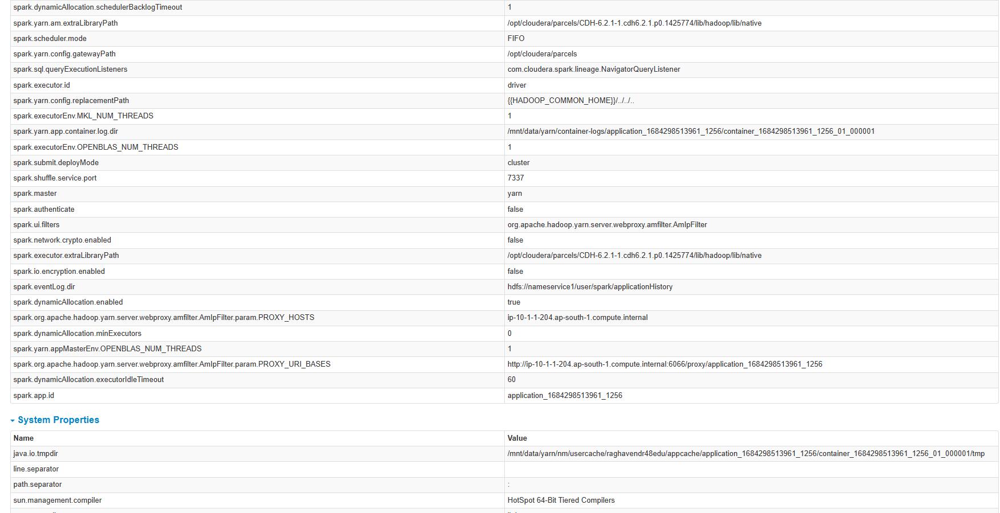 spark.dynamicAllocation.schedulerBacklogTimeout 1
spark.yarn.am.extraLibraryPath /opt/cloudera/parcels/CDH-6.2.1-1.cdh6.2.1.p0.1425774/lib/hadoop/lib/native
spark.scheduler.mode FIFO
spark.yarn.config.gatewayPath /opt/cloudera/parcels
spark.sql.queryExecutionListeners com.cloudera.spark.lineage.NavigatorQueryListener
spark.executor.id driver
spark.yarn.config.replacementPath {{HADOOP_COMMON_HOME}}/../../..
spark.executorEnv.MKL_NUM_THREADS 1
spark.yarn.app.container.log.dir /mnt/data/yarn/container-logs/application_1684298513961_1256/container_1684298513961_1256_01_000001
spark.executorEnv.OPENBLAS_NUM_THREADS 1
spark.submit.deployMode cluster
spark.shuffle.service.port 7337
spark.master yarn
spark.authenticate false
spark.ui.filters org.apache.hadoop.yarn.server.webproxy.amfilter.AmIpFilter
spark.network.crypto.enabled false
spark.executor.extraLibraryPath /opt/cloudera/parcels/CDH-6.2.1-1.cdh6.2.1.p0.1425774/lib/hadoop/lib/native
spark.io.encryption.enabled false
spark.eventLog.dir hdfs://nameservice1/user/spark/applicationHistory
spark.dynamicAllocation.enabled true
spark.org.apache.hadoop.yarn.server.webproxy.amfilter.AmIpFilter.param.PROXY_HOSTS ip-10-1-1-204.ap-south-1.compute.internal
spark.dynamicAllocation.minExecutors 0
spark.yarn.appMasterEnv.OPENBLAS_NUM_THREADS 1
spark.org.apache.hadoop.yarn.server.webproxy.amfilter.AmIpFilter.param.PROXY_URI_BASES http://ip-10-1-1-204.ap-south-1.compute.internal:6066/proxy/application_1684298513961_1256
spark.dynamicAllocation.executorIdleTimeout 60
spark.app.id application_1684298513961_1256
System Properties
Name Value
java.io.tmpdir /mnt/data/yarn/nm/usercache/raghavendr48edu/appcache/application_1684298513961_1256/container_1684298513961_1256_01_000001/tmp
line.separator
path.separator :
sun.management.compiler HotSpot 64-Bit Tiered Compilers